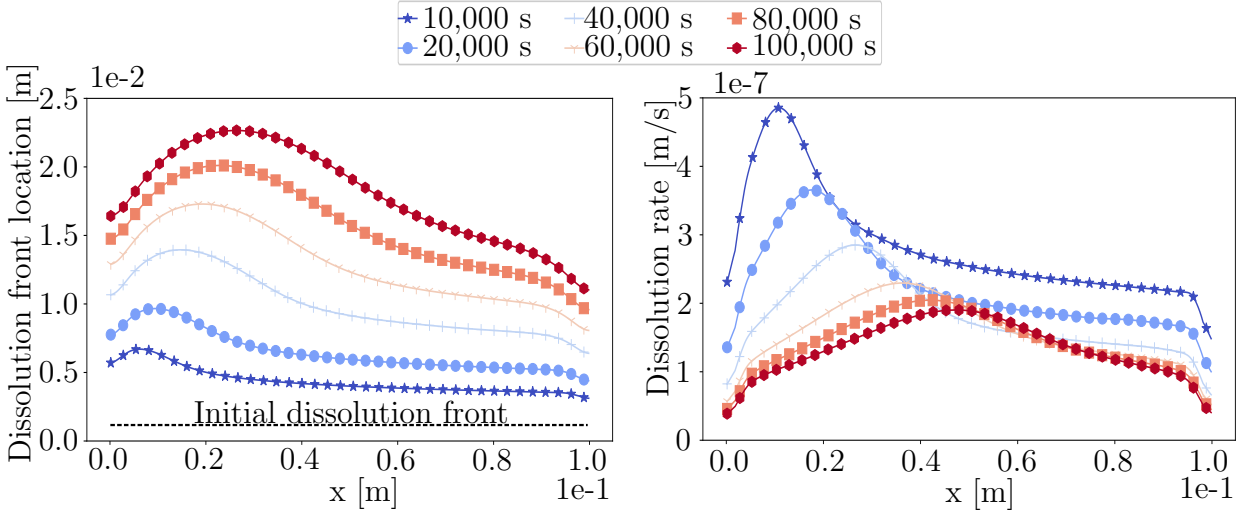 10,000 s 40,000 s 80,000 s
20,000 s 60,000 s 100,000 s
1e-2
Dissolution front location [m]
2.5
2.0
1.5
1.0
0.5
0.0
Initial dissolution front
0.0 0.2 0.4 0.6 0.8 1.0
x [m]
1e-1
1e-7
Dissolution rate [m/s]
5
4
3
2
1
0
0.0 0.2 0.4 0.6 0.8 1.0
x [m]
1e-1